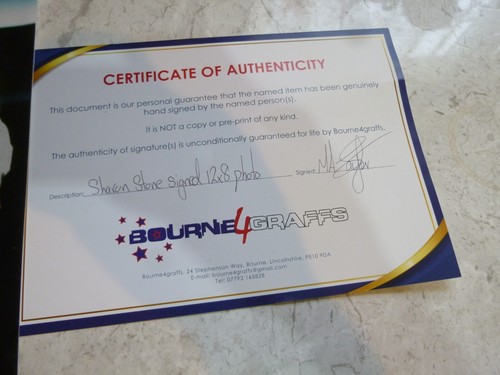 CERTIFICATE OF AUTHENTICITY
This document is our personal guarantee that the named item has been genuinely
hand signed by the named person(s).
It is NOT a copy or pre-print of any kind.
The authenticity of signature(s) is unconditionally guaranteed for life by Bourne4graffs.
Description: Sharon Stone signed 12x8 photo Signed:
BOURNE4GRAFFS
Bourne4graffs, 24 Stephenson Way, Bourne, Lincolnshire, PE10 9DA
E-mail: bourne4graffs@gmail.com
Tel: 07792 165828